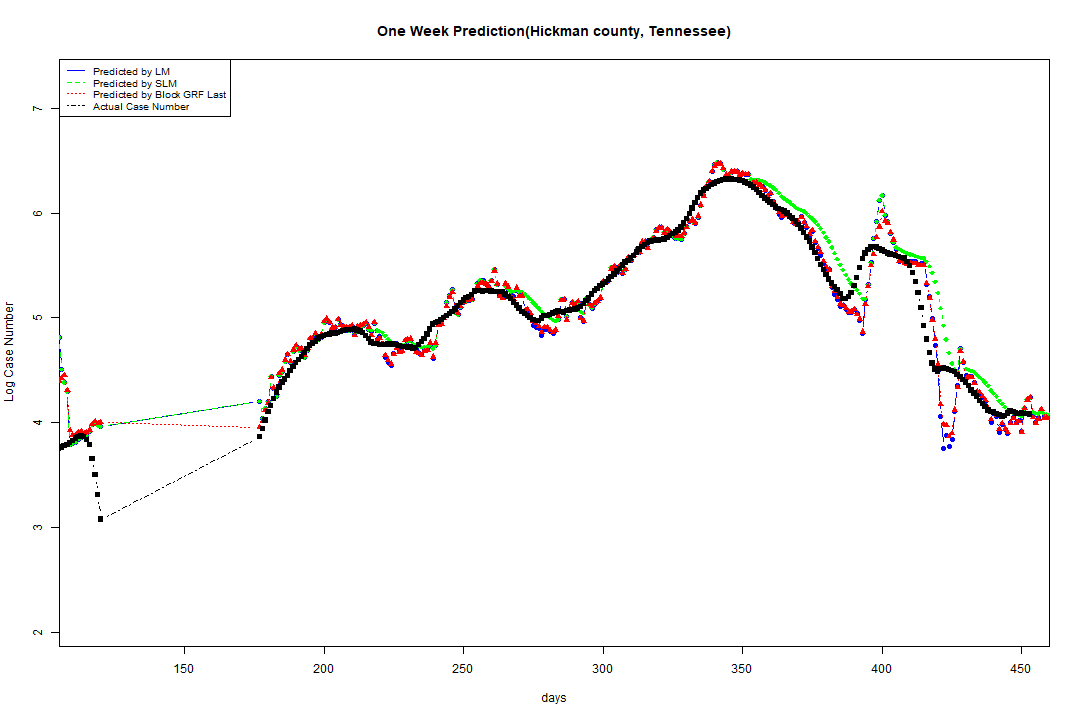 One Week Prediction(Hickman county, Tennessee)
Predicted by LM
Predicted by SLM
Predicted by Block GRF Last
Actual Case Number
7
6
5
4
3
2
Log Case Number
150 200 250 300 350 400 450
days